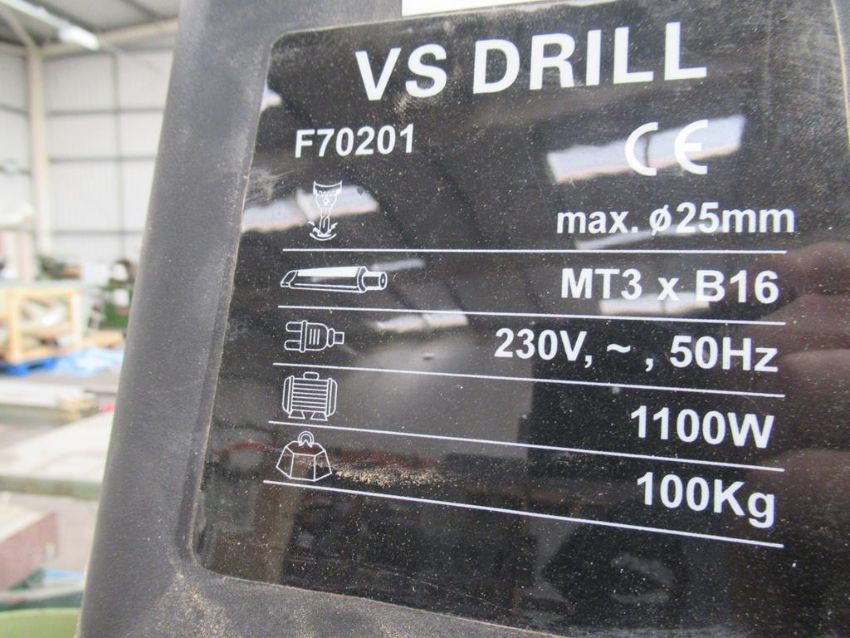 VS DRILL
F70201 CE
max. ø25mm
MT3 x B16
230V, ~ , 50Hz
1100W
100Kg